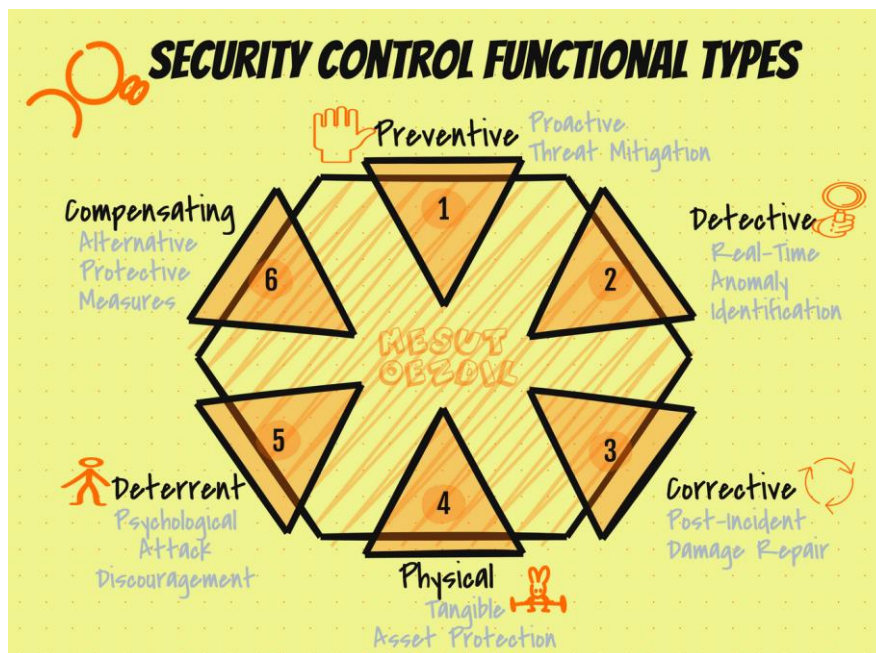 SECURITY CONTROL FUNCTIONAL TYPES
Preventive
Proactive
Threat Mitigation
1
Detective
Real-Time
Anomaly
Identification
2
Corrective
Post-Incident
Damage Repair
3
Physical
Tangible
Asset Protection
4
Deterrent
Psychological
Attack
Discouragement
5
Compensating
Alternative
Protective
Measures
6
MESUT
OEZDIL